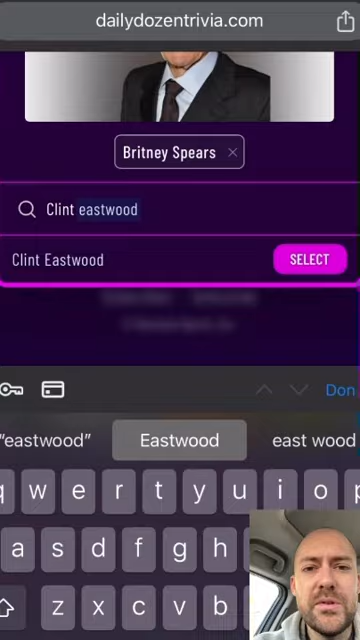 dailydozentrivia.com
Britney Spears ×
Clint eastwood
Clint Eastwood SELECT
Don
"eastwood" Eastwood east wood
q w e r t y u i o p
a s d f g h
z x c v b